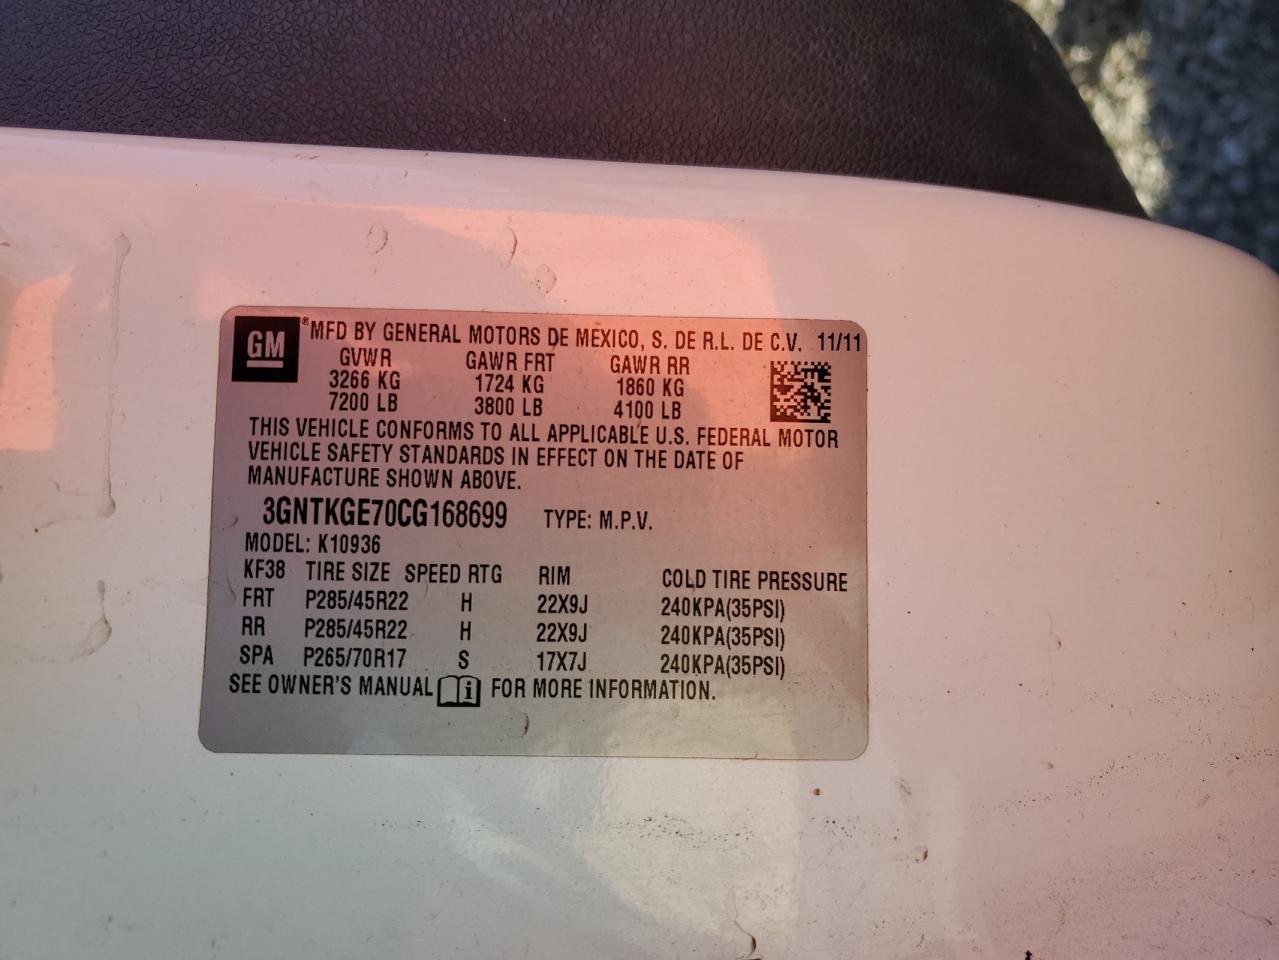 GM ® MFD BY GENERAL MOTORS DE MEXICO, S. DE R.L. DE C.V. 11/11
GVWR GAWR FRT GAWR RR
3266 KG 1724 KG 1860 KG
7200 LB 3800 LB 4100 LB
THIS VEHICLE CONFORMS TO ALL APPLICABLE U.S. FEDERAL MOTOR
VEHICLE SAFETY STANDARDS IN EFFECT ON THE DATE OF
MANUFACTURE SHOWN ABOVE.
3GNTKGE70CG168699 TYPE: M.P.V.
MODEL: K10936
KF38 TIRE SIZE SPEED RTG RIM COLD TIRE PRESSURE
FRT P285/45R22 H 22X9J 240KPA(35PSI)
RR P285/45R22 H 22X9J 240KPA(35PSI)
SPA P265/70R17 S 17X7J 240KPA(35PSI)
SEE OWNER'S MANUAL i FOR MORE INFORMATION.